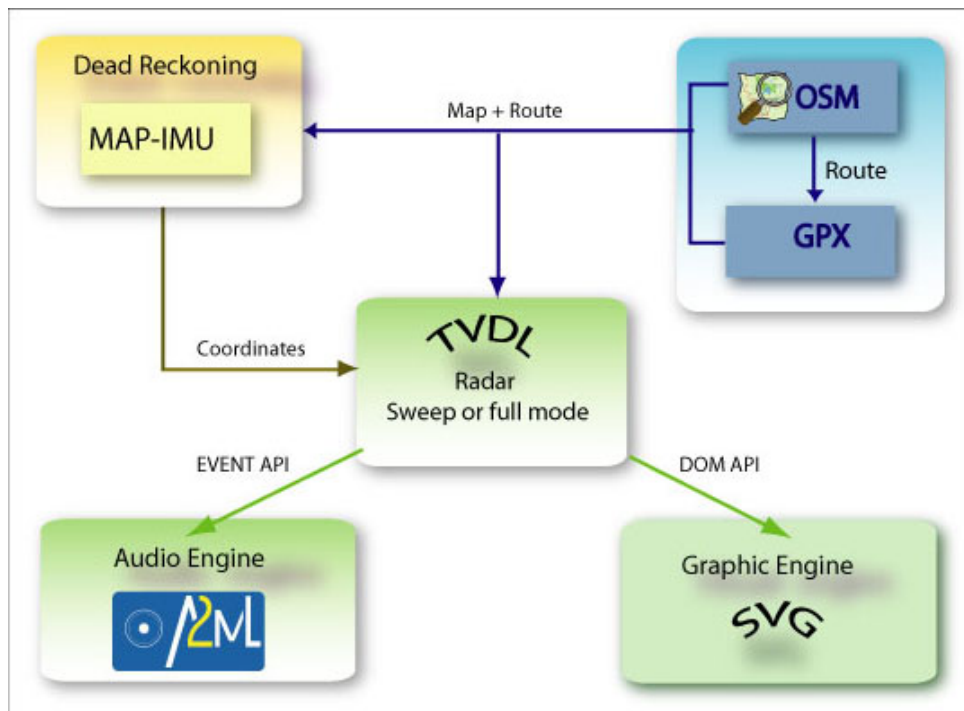 Dead Reckoning
MAP-IMU
Map + Route
OSM
Route
GPX
TVDL
Radar
Sweep or full mode
Coordinates
EVENT API
DOM API
Audio Engine
A2ML
Graphic Engine
SVG